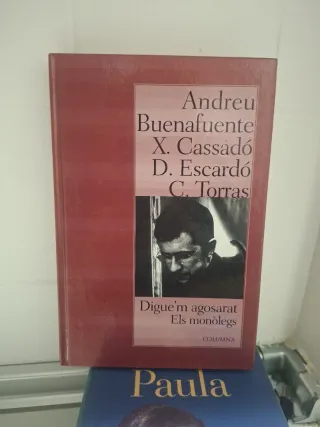 Andreu
Buenafuente
X. Cassadó
D. Escardó
C. Torras
Digue'm agosarat
Els monòlegs
COLUMNA
Paula